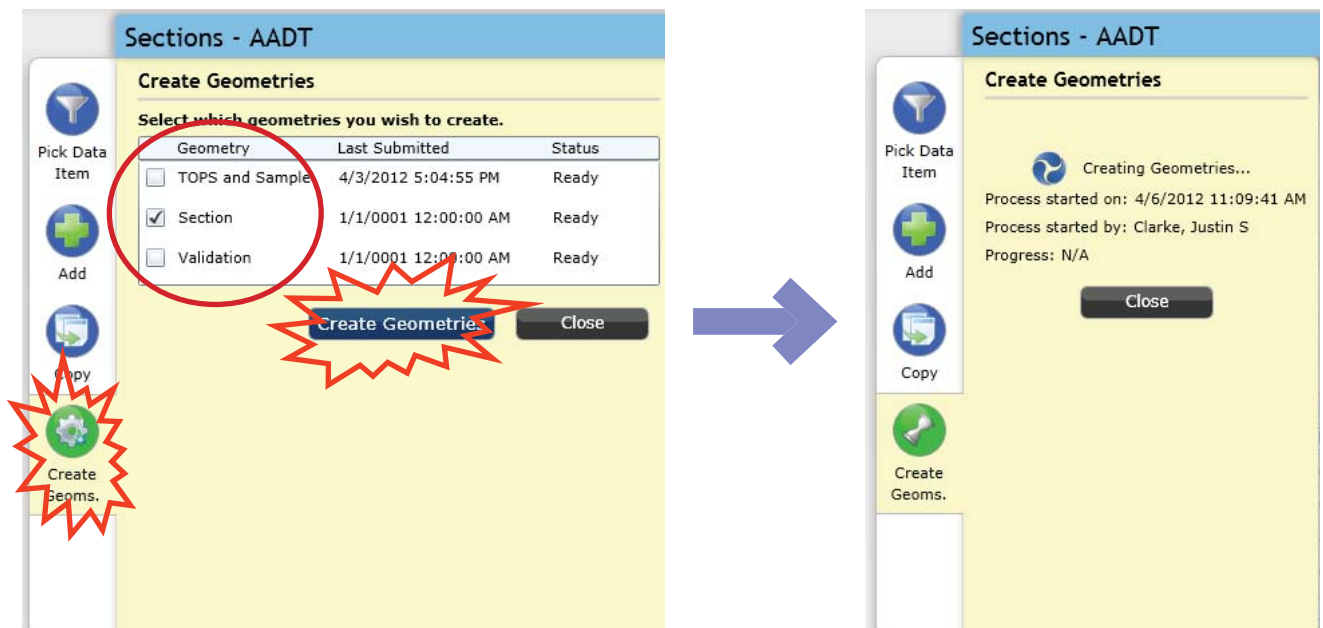 Sections - AADT
Create Geometries
Select which geometries you wish to create.
Geometry Last Submitted Status
TOPS and Sample 4/3/2012 5:04:55 PM Ready
Section 1/1/0001 12:00:00 AM Ready
Validation 1/1/0001 12:00:00 AM Ready
Create Geometries Close
Pick Data
Item
Add
Copy
Create
Geoms.
Sections - AADT
Create Geometries
Creating Geometries...
Process started on: 4/6/2012 11:09:41 AM
Process started by: Clarke, Justin S
Progress: N/A
Close
Pick Data
Item
Add
Copy
Create
Geoms.